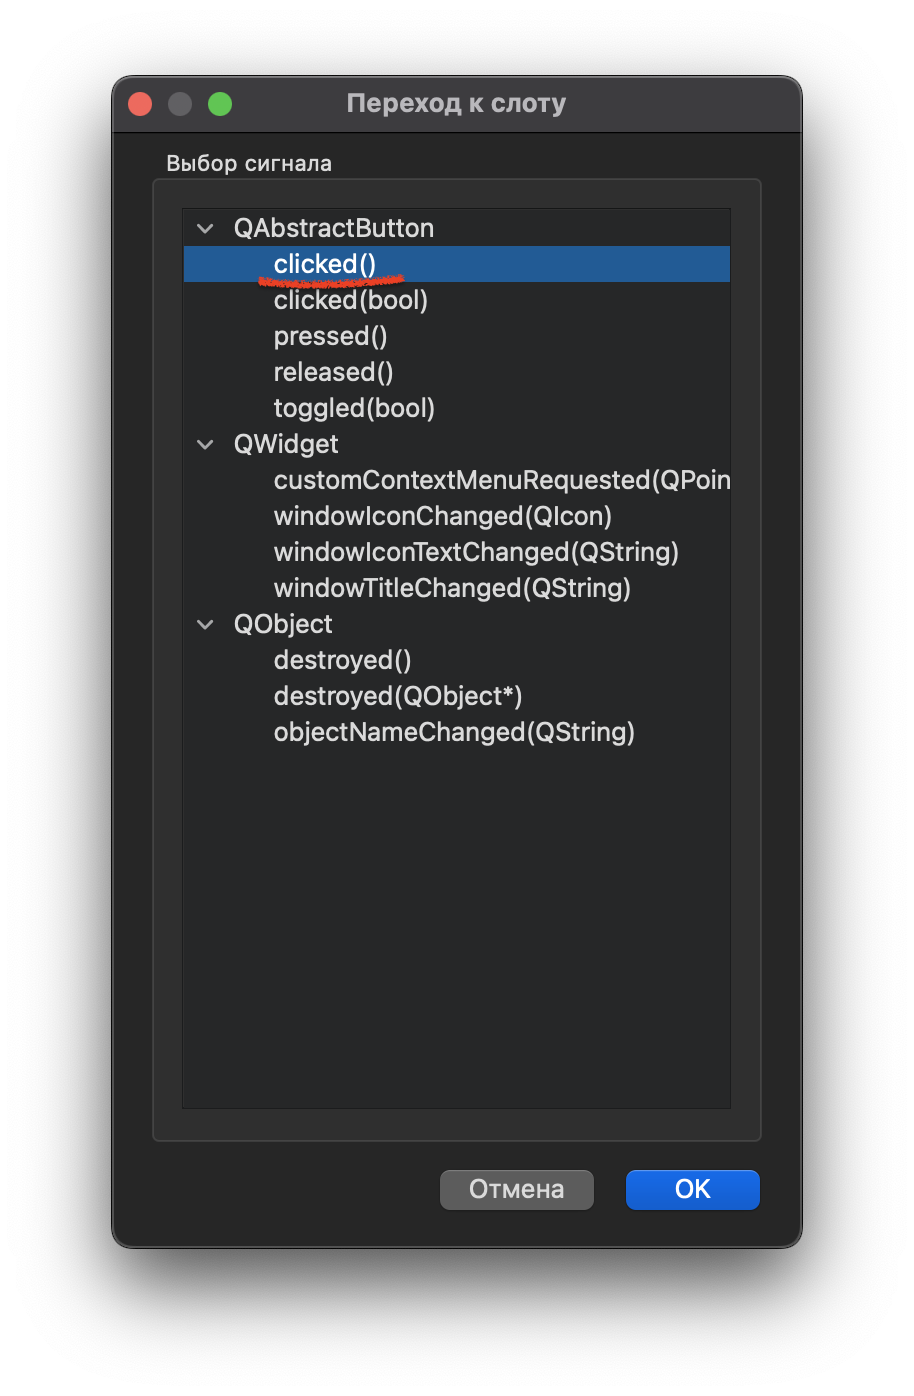 Переход к слоту
Выбор сигнала
QAbstractButton
clicked()
clicked(bool)
pressed()
released()
toggled(bool)
QWidget
customContextMenuRequested(QPoin
windowIconChanged(QIcon)
windowIconTextChanged(QString)
windowTitleChanged(QString)
QObject
destroyed()
destroyed(QObject*)
objectNameChanged(QString)
Отмена
OK